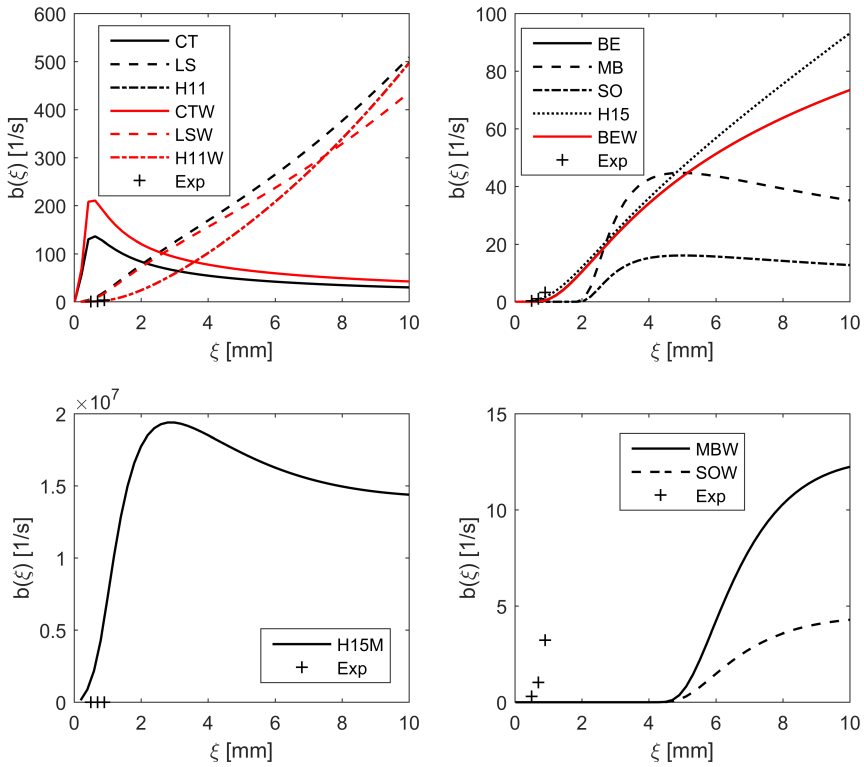 600
500
400
300
200
100
0
b(ξ) [1/s]
CT
LS
H11
CTW
LSW
H11W
Exp
0 2 4 6 8 10
ξ [mm]
100
80
60
40
20
0
b(ξ) [1/s]
BE
MB
SO
H15
BEW
Exp
0 2 4 6 8 10
ξ [mm]
×10⁷
2
1.5
1
0.5
0
b(ξ) [1/s]
H15M
Exp
0 2 4 6 8 10
ξ [mm]
15
10
5
0
b(ξ) [1/s]
MBW
SOW
Exp
0 2 4 6 8 10
ξ [mm]